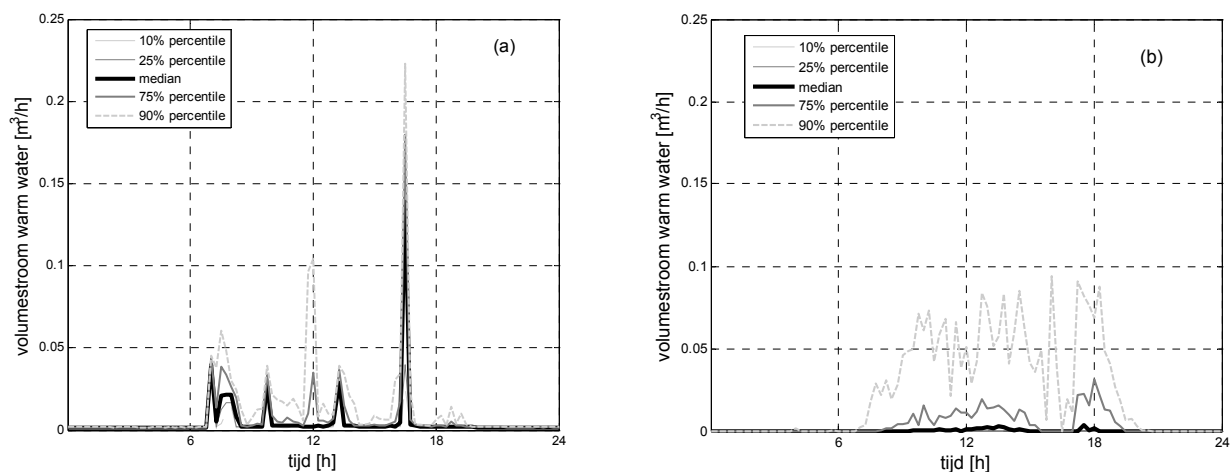 0.25
0.2
0.15
0.1
0.05
0
volumestroom warm water [m³/h]
10% percentile
25% percentile
median
75% percentile
90% percentile
(a)
6
12
18
24
tijd [h]
0.25
0.2
0.15
0.1
0.05
0
volumestroom warm water [m³/h]
10% percentile
25% percentile
median
75% percentile
90% percentile
(b)
6
12
18
24
tijd [h]